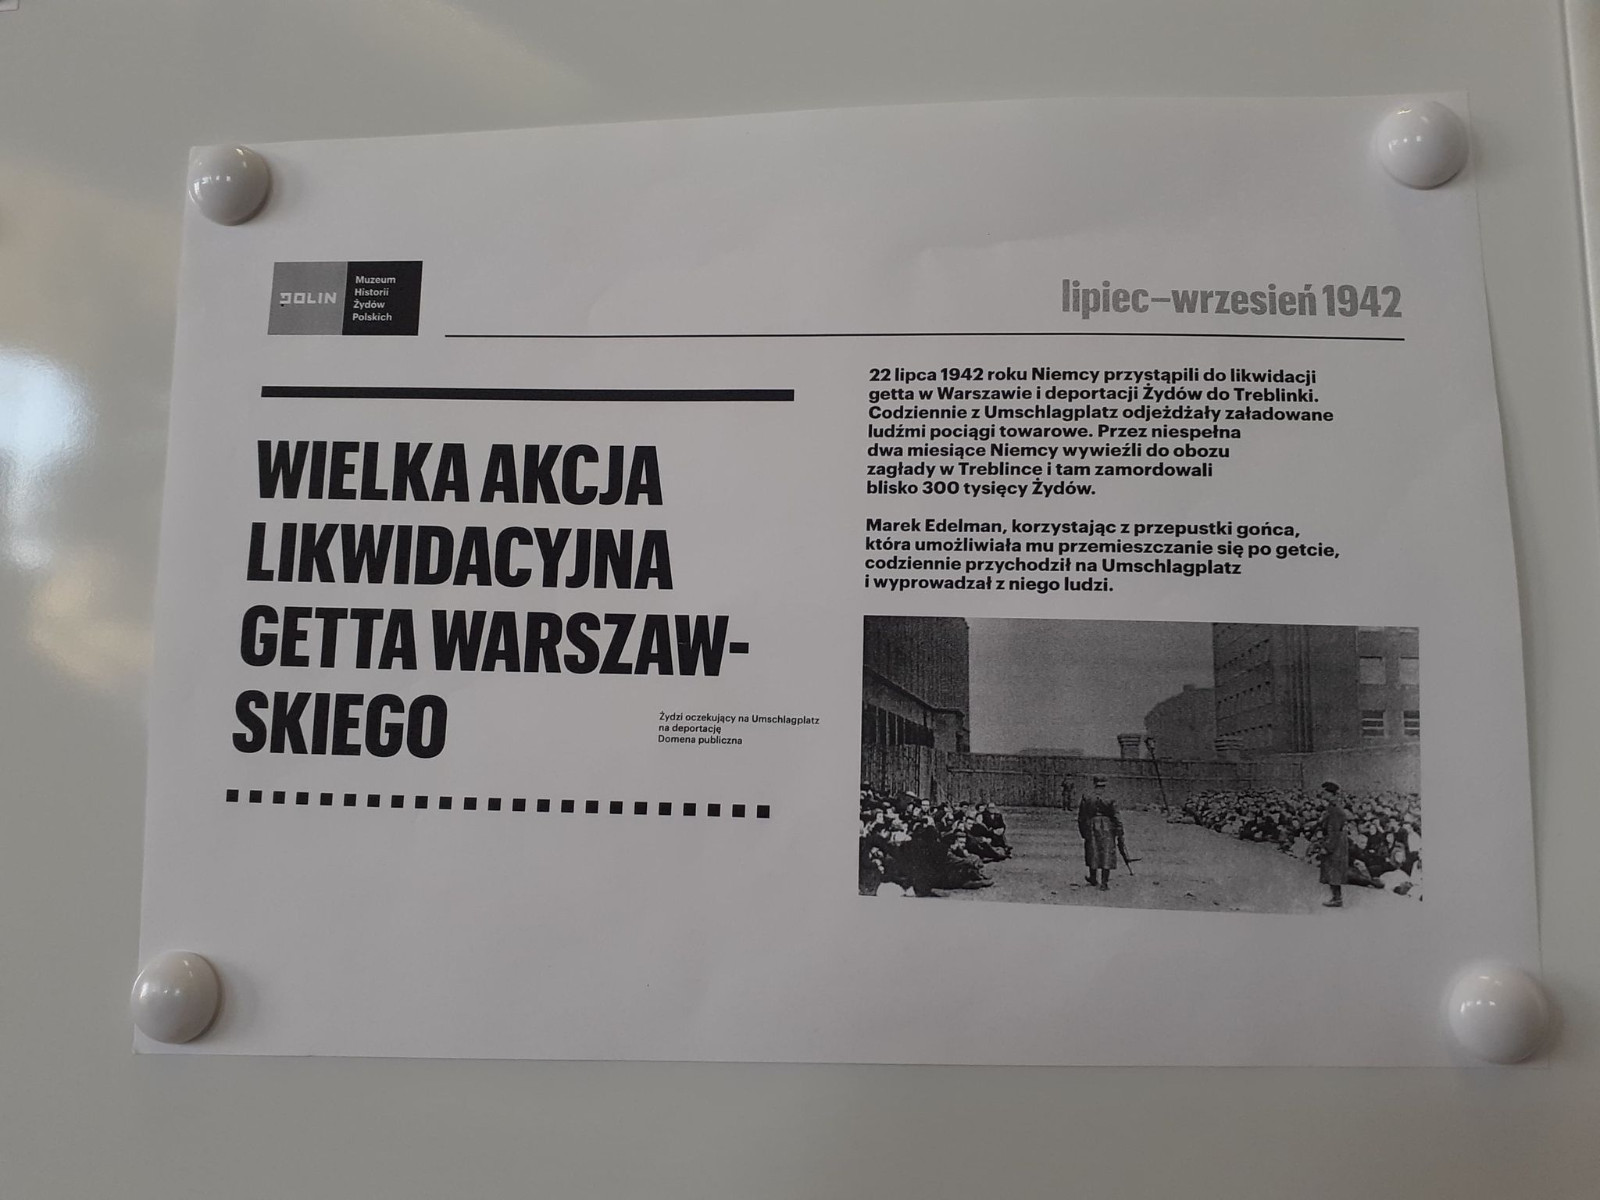 POLIN
Muzeum
Historii
Żydów
Polskich
lipiec–wrzesień 1942
WIELKA AKCJA
LIKWIDACYJNA
GETTA WARSZAW-
SKIEGO
22 lipca 1942 roku Niemcy przystąpili do likwidacji
getta w Warszawie i deportacji Żydów do Treblinki.
Codziennie z Umschlagplatz odjeżdżały załadowane
ludźmi pociągi towarowe. Przez niespełna
dwa miesiące Niemcy wywieźli do obozu
zagłady w Treblince i tam zamordowali
blisko 300 tysięcy Żydów.
Marek Edelman, korzystając z przepustki gońca,
która umożliwiała mu przemieszczanie się po getcie,
codziennie przychodził na Umschlagplatz
i wyprowadzał z niego ludzi.
Żydzi oczekujący na Umschlagplatz
na deportację
Domena publiczna